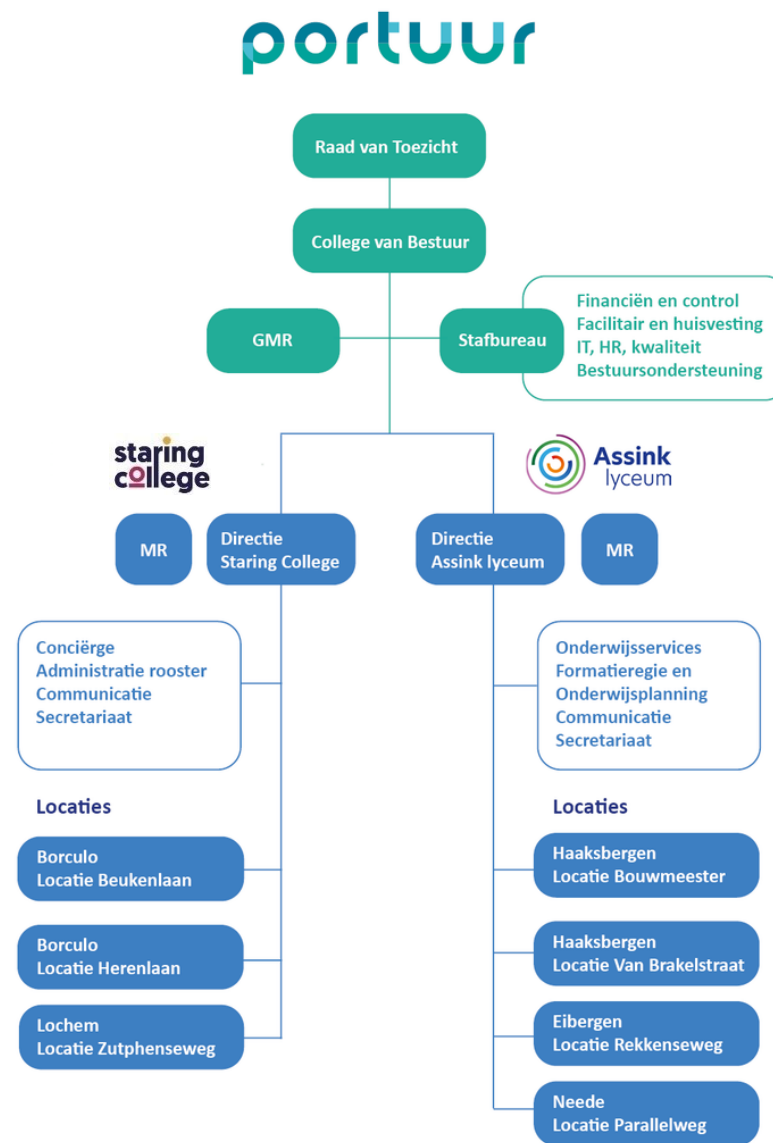 portuur
Raad van Toezicht
College van Bestuur
GMR
Stafbureau
Financiën en control
Facilitair en huisvesting
IT, HR, kwaliteit
Bestuursondersteuning
staring
college
Assink
lyceum
MR
Directie
Staring College
Directie
Assink lyceum
MR
Conciërge
Administratie rooster
Communicatie
Secretariaat
Onderwijsservices
Formatieregie en
Onderwijsplanning
Communicatie
Secretariaat
Locaties
Borculo
Locatie Beukenlaan
Borculo
Locatie Herenlaan
Lochem
Locatie Zutphenseweg
Locaties
Haaksbergen
Locatie Bouwmeester
Haaksbergen
Locatie Van Brakelstraat
Eibergen
Locatie Rekkenseweg
Neede
Locatie Parallelweg